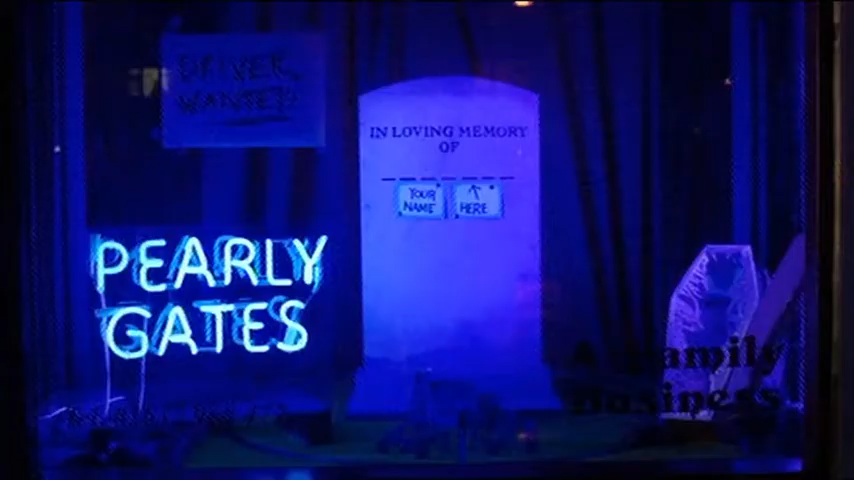 DRIVER
WANTED
IN LOVING MEMORY
OF
YOUR
NAME
↑
HERE
PEARLY
GATES
A Family
Business